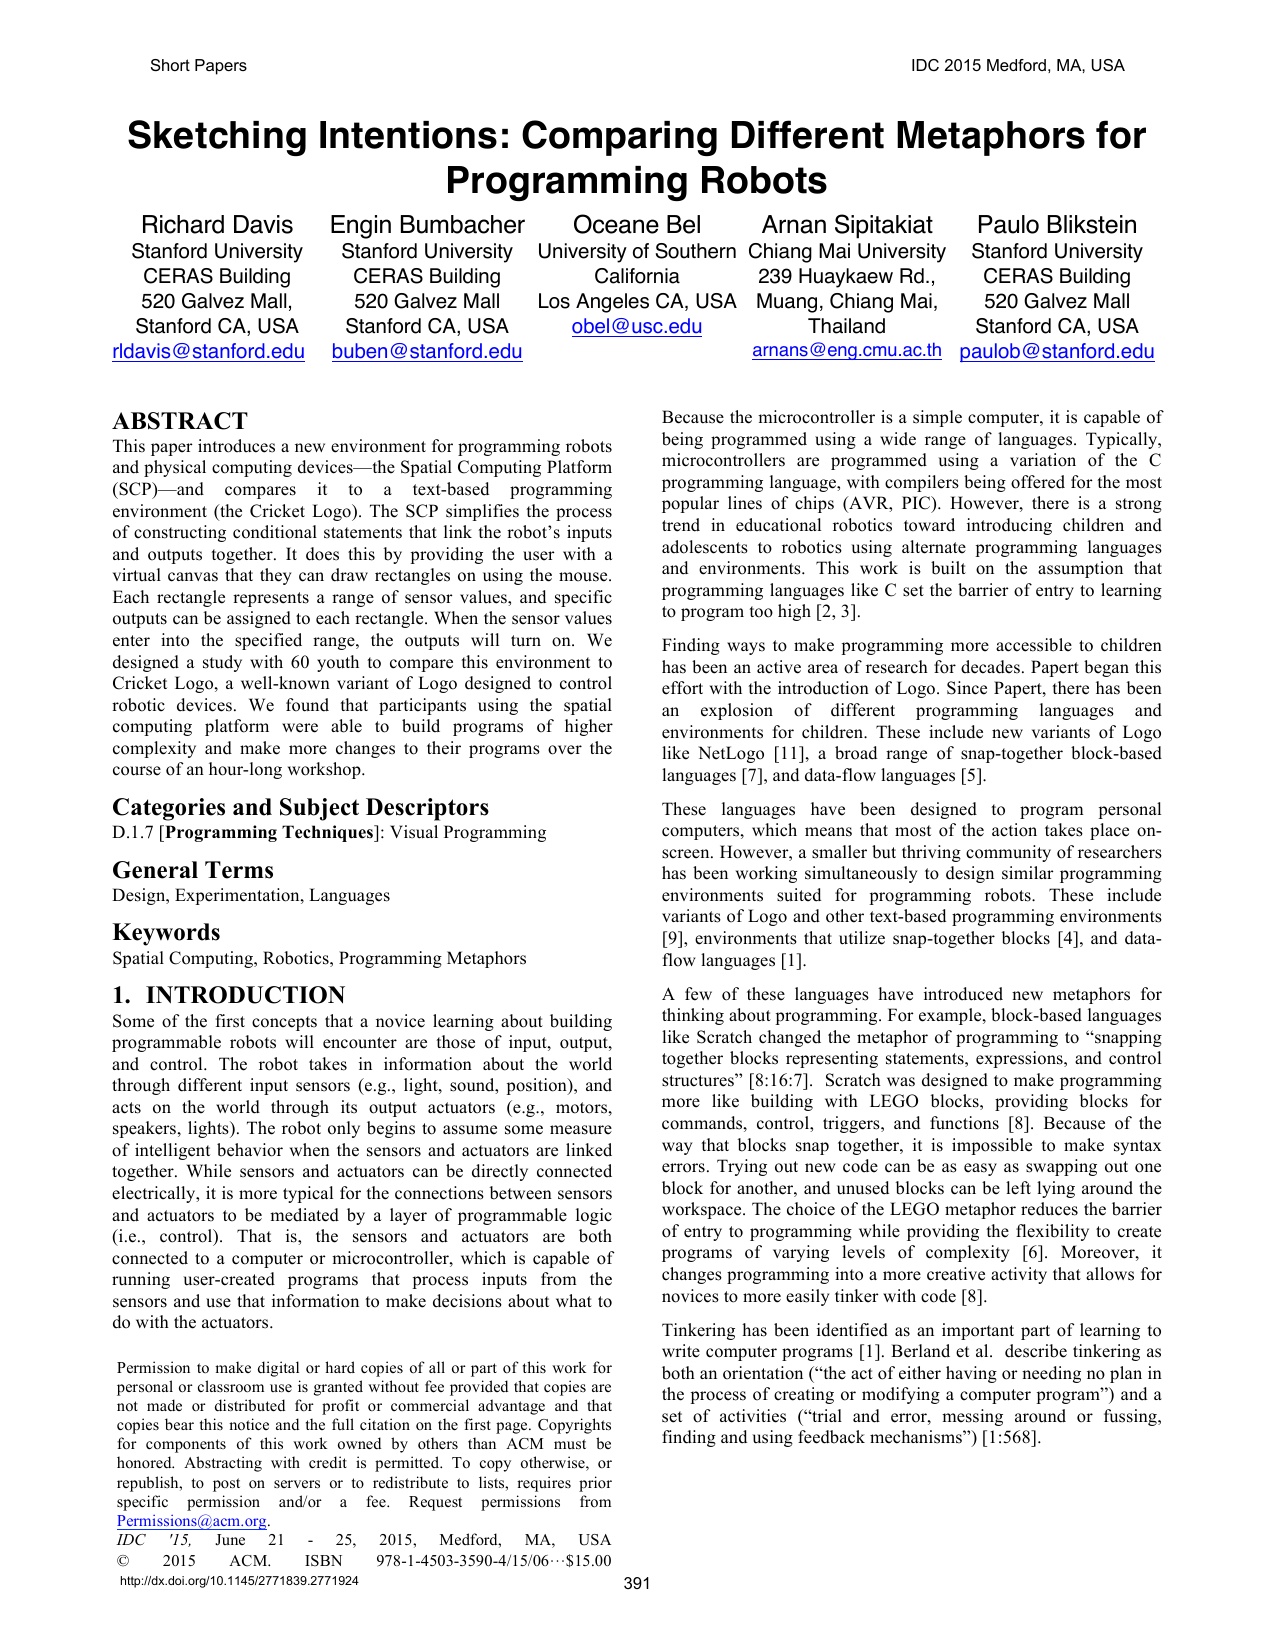 Short Papers
IDC 2015 Medford, MA, USA
Sketching Intentions: Comparing Different Metaphors for
Programming Robots
Richard Davis
Stanford University
CERAS Building
520 Galvez Mall,
Stanford CA, USA
rldavis@stanford.edu
Engin Bumbacher
Stanford University
CERAS Building
520 Galvez Mall
Stanford CA, USA
buben@stanford.edu
Oceane Bel
University of Southern
California
Los Angeles CA, USA
obel@usc.edu
Arnan Sipitakiat
Chiang Mai University
239 Huaykaew Rd.,
Muang, Chiang Mai,
Thailand
arnans@eng.cmu.ac.th
Paulo Blikstein
Stanford University
CERAS Building
520 Galvez Mall
Stanford CA, USA
paulob@stanford.edu
ABSTRACT
This paper introduces a new environment for programming robots
and physical computing devices—the Spatial Computing Platform
(SCP)—and compares it to a text-based programming
environment (the Cricket Logo). The SCP simplifies the process
of constructing conditional statements that link the robot’s inputs
and outputs together. It does this by providing the user with a
virtual canvas that they can draw rectangles on using the mouse.
Each rectangle represents a range of sensor values, and specific
outputs can be assigned to each rectangle. When the sensor values
enter into the specified range, the outputs will turn on. We
designed a study with 60 youth to compare this environment to
Cricket Logo, a well-known variant of Logo designed to control
robotic devices. We found that participants using the spatial
computing platform were able to build programs of higher
complexity and make more changes to their programs over the
course of an hour-long workshop.
Categories and Subject Descriptors
D.1.7 [Programming Techniques]: Visual Programming
General Terms
Design, Experimentation, Languages
Keywords
Spatial Computing, Robotics, Programming Metaphors
1. INTRODUCTION
Some of the first concepts that a novice learning about building
programmable robots will encounter are those of input, output,
and control. The robot takes in information about the world
through different input sensors (e.g., light, sound, position), and
acts on the world through its output actuators (e.g., motors,
speakers, lights). The robot only begins to assume some measure
of intelligent behavior when the sensors and actuators are linked
together. While sensors and actuators can be directly connected
electrically, it is more typical for the connections between sensors
and actuators to be mediated by a layer of programmable logic
(i.e., control). That is, the sensors and actuators are both
connected to a computer or microcontroller, which is capable of
running user-created programs that process inputs from the
sensors and use that information to make decisions about what to
do with the actuators.
Permission to make digital or hard copies of all or part of this work for
personal or classroom use is granted without fee provided that copies are
not made or distributed for profit or commercial advantage and that
copies bear this notice and the full citation on the first page. Copyrights
for components of this work owned by others than ACM must be
honored. Abstracting with credit is permitted. To copy otherwise, or
republish, to post on servers or to redistribute to lists, requires prior
specific permission and/or a fee. Request permissions from
Permissions@acm.org.
IDC '15, June 21 - 25, 2015, Medford, MA, USA
© 2015 ACM. ISBN 978-1-4503-3590-4/15/06···$15.00
http://dx.doi.org/10.1145/2771839.2771924
Because the microcontroller is a simple computer, it is capable of
being programmed using a wide range of languages. Typically,
microcontrollers are programmed using a variation of the C
programming language, with compilers being offered for the most
popular lines of chips (AVR, PIC). However, there is a strong
trend in educational robotics toward introducing children and
adolescents to robotics using alternate programming languages
and environments. This work is built on the assumption that
programming languages like C set the barrier of entry to learning
to program too high [2, 3].
Finding ways to make programming more accessible to children
has been an active area of research for decades. Papert began this
effort with the introduction of Logo. Since Papert, there has been
an explosion of different programming languages and
environments for children. These include new variants of Logo
like NetLogo [11], a broad range of snap-together block-based
languages [7], and data-flow languages [5].
These languages have been designed to program personal
computers, which means that most of the action takes place on-
screen. However, a smaller but thriving community of researchers
has been working simultaneously to design similar programming
environments suited for programming robots. These include
variants of Logo and other text-based programming environments
[9], environments that utilize snap-together blocks [4], and data-
flow languages [1].
A few of these languages have introduced new metaphors for
thinking about programming. For example, block-based languages
like Scratch changed the metaphor of programming to “snapping
together blocks representing statements, expressions, and control
structures” [8:16:7]. Scratch was designed to make programming
more like building with LEGO blocks, providing blocks for
commands, control, triggers, and functions [8]. Because of the
way that blocks snap together, it is impossible to make syntax
errors. Trying out new code can be as easy as swapping out one
block for another, and unused blocks can be left lying around the
workspace. The choice of the LEGO metaphor reduces the barrier
of entry to programming while providing the flexibility to create
programs of varying levels of complexity [6]. Moreover, it
changes programming into a more creative activity that allows for
novices to more easily tinker with code [8].
Tinkering has been identified as an important part of learning to
write computer programs [1]. Berland et al. describe tinkering as
both an orientation (“the act of either having or needing no plan in
the process of creating or modifying a computer program”) and a
set of activities (“trial and error, messing around or fussing,
finding and using feedback mechanisms”) [1:568].
391